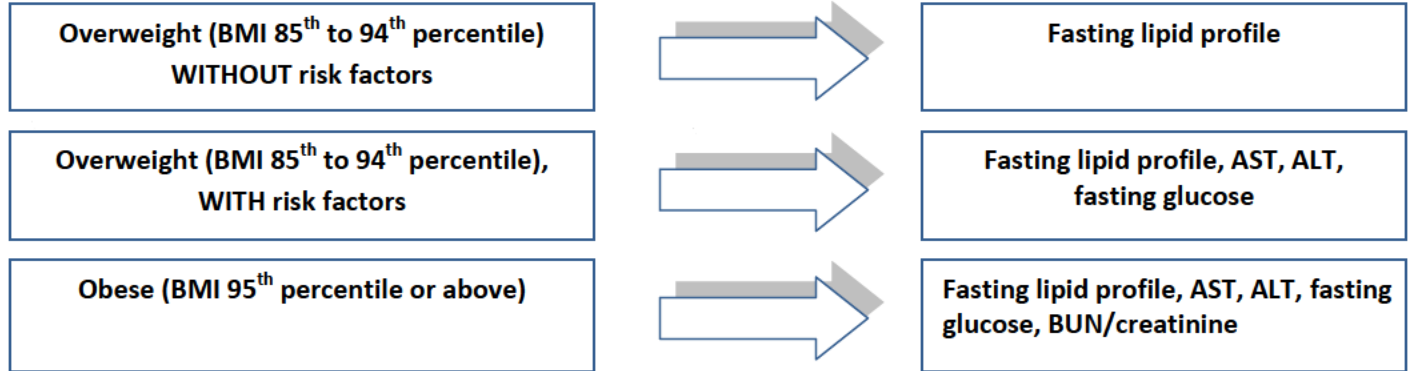 Overweight (BMI 85th to 94th percentile)
WITHOUT risk factors
Fasting lipid profile
Overweight (BMI 85th to 94th percentile),
WITH risk factors
Fasting lipid profile, AST, ALT,
fasting glucose
Obese (BMI 95th percentile or above)
Fasting lipid profile, AST, ALT, fasting
glucose, BUN/creatinine